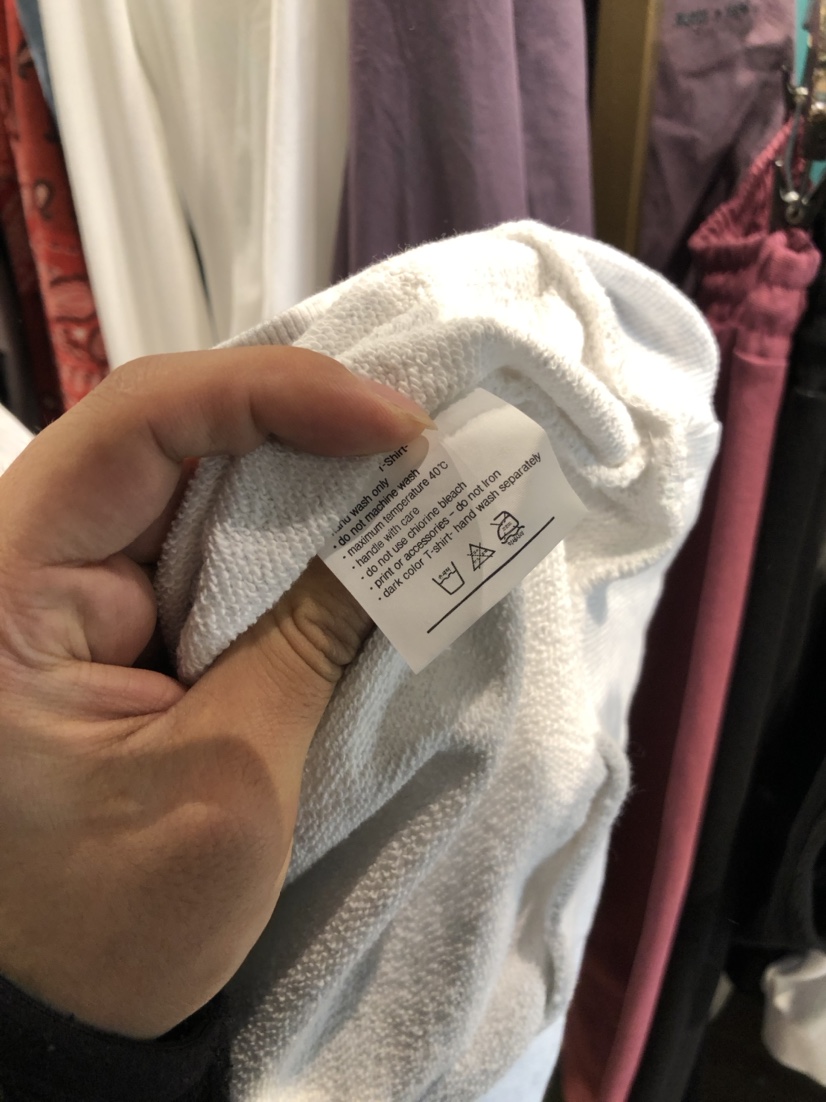 T-Shirt-
hand wash only
• do not machine wash
• maximum temperature 40°C
• handle with care
• do not use chlorine bleach
• print or accessories - do not Iron
• dark color T-shirt- hand wash separately